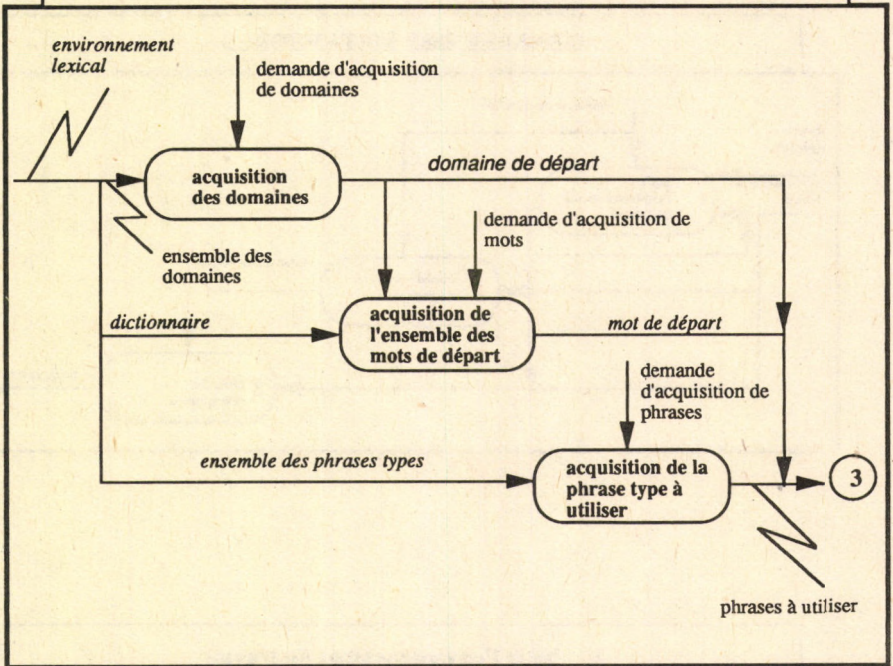 environnement
lexical
demande d'acquisition
de domaines
acquisition
des domaines
domaine de départ
demande d'acquisition de
mots
ensemble des
domaines
dictionnaire
acquisition de
l'ensemble des
mots de départ
mot de départ
demande
d'acquisition de
phrases
ensemble des phrases types
acquisition de la
phrase type à
utiliser
3
phrases à utiliser